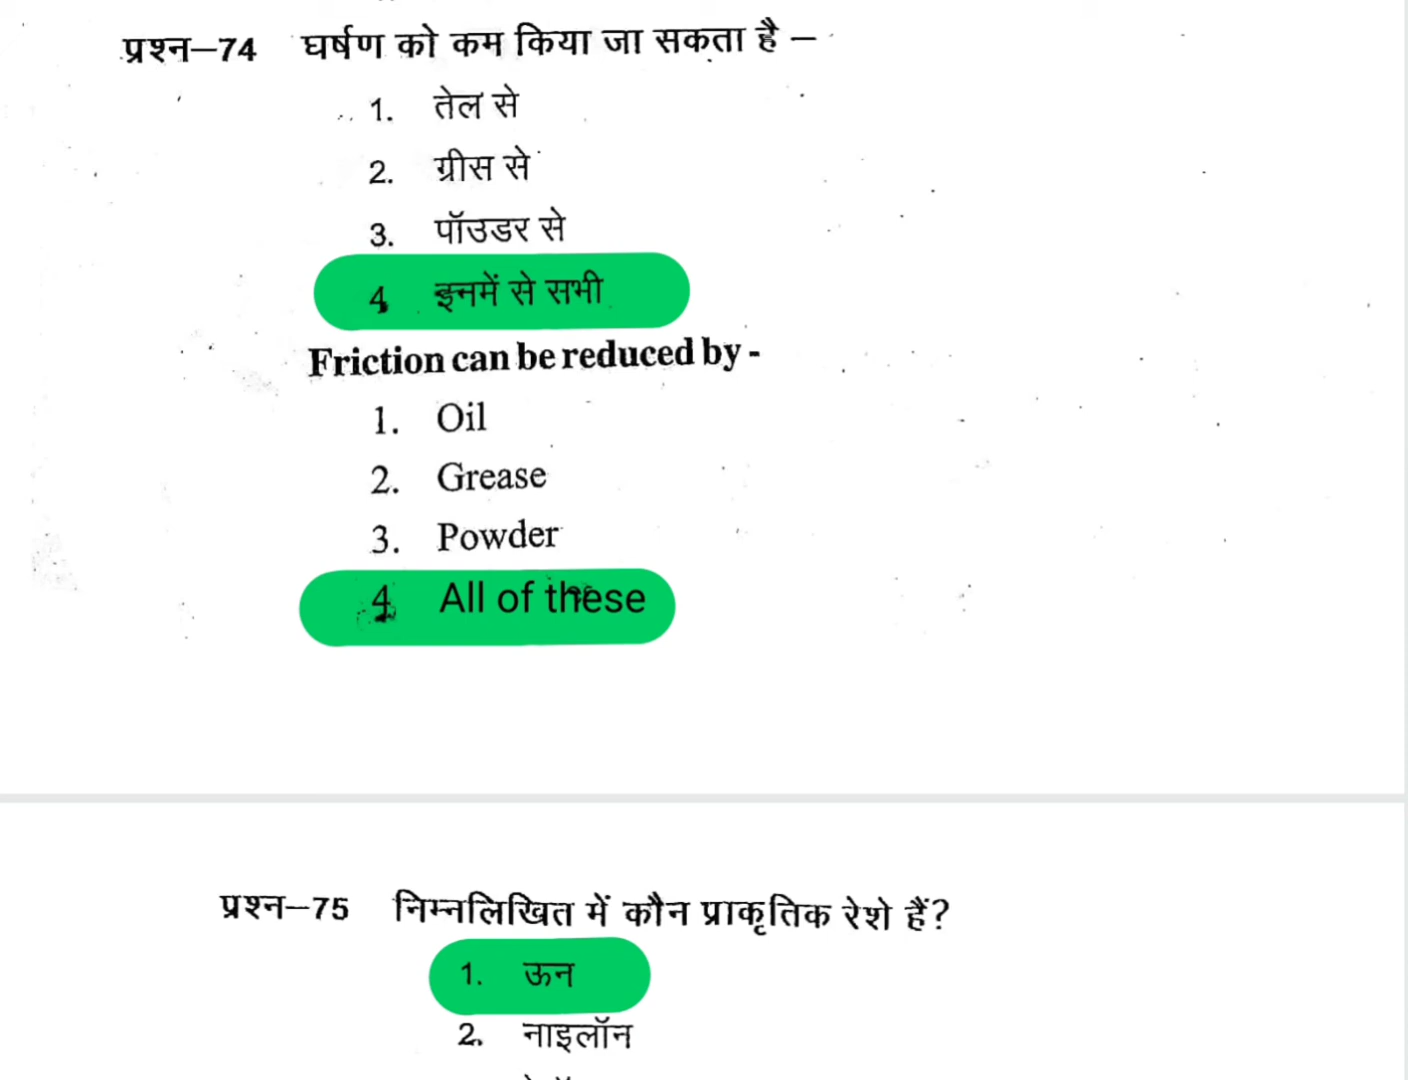 प्रश्न–74 घर्षण को कम किया जा सकता है –
1. तेल से
2. ग्रीस से
3. पॉउडर से
4 इनमें से सभी
Friction can be reduced by -
1. Oil
2. Grease
3. Powder
4. All of these
प्रश्न–75 निम्नलिखित में कौन प्राकृतिक रेशे हैं?
1. ऊन
2. नाइलॉन